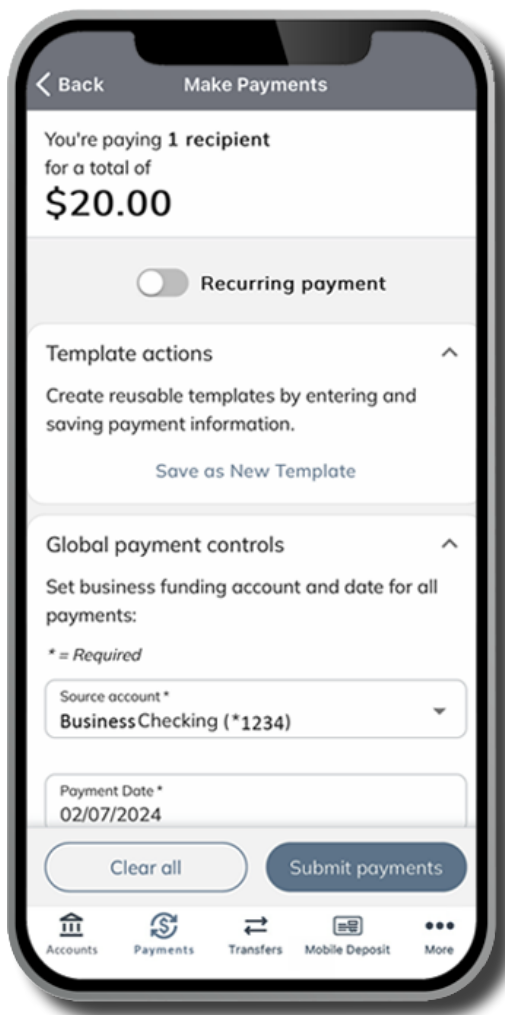 Back
Make Payments
You're paying 1 recipient
for a total of
$20.00
Recurring payment
Template actions
Create reusable templates by entering and
saving payment information.
Save as New Template
Global payment controls
Set business funding account and date for all
payments:
* = Required
Source account *
Business Checking (*1234)
Payment Date *
02/07/2024
Clear all
Submit payments
Accounts
Payments
Transfers
Mobile Deposit
More